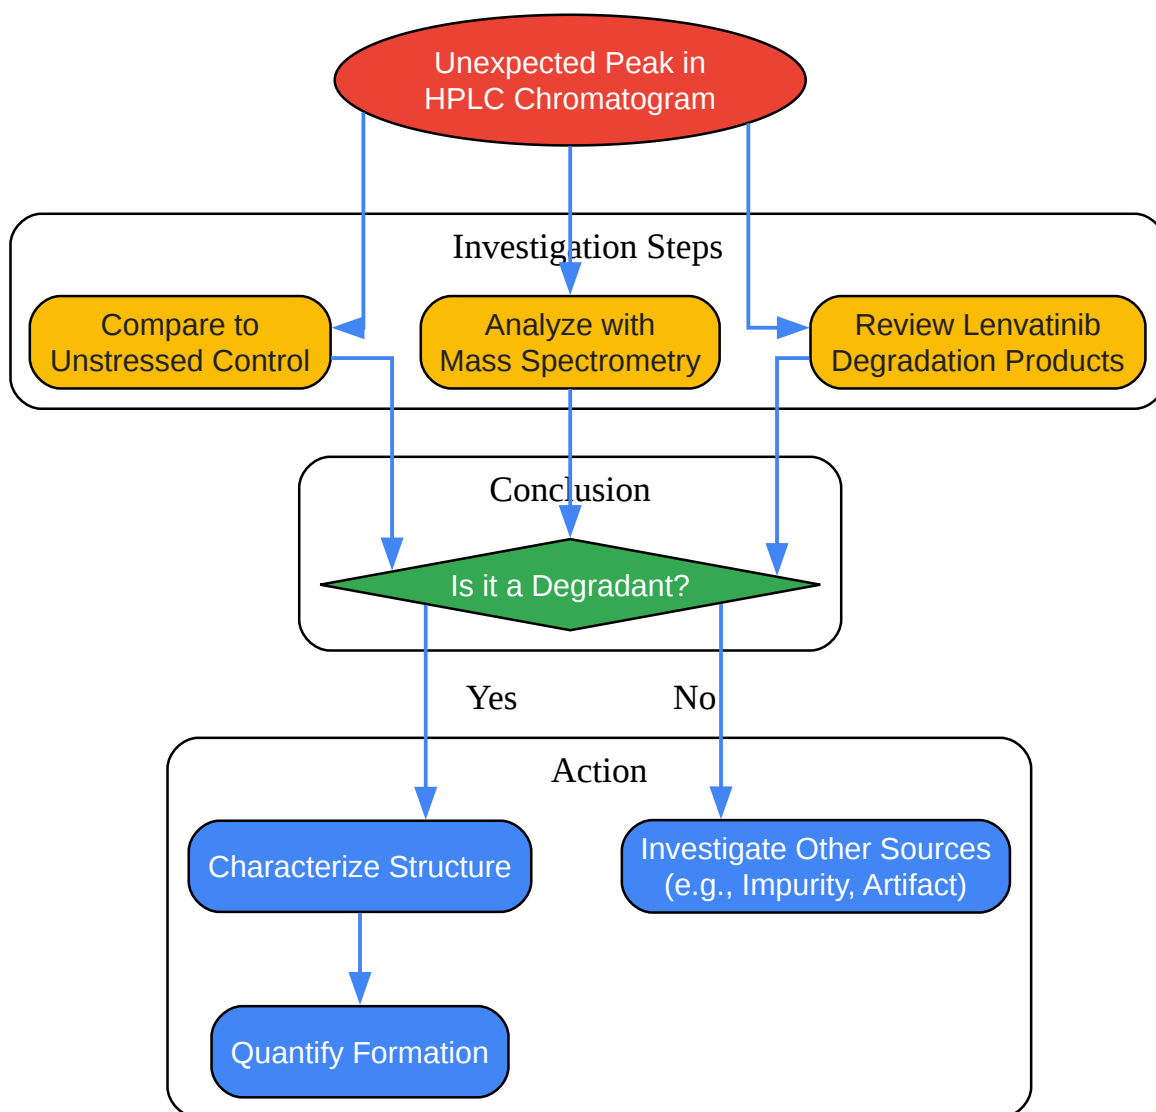 Unexpected Peak in
HPLC Chromatogram
Investigation Steps
Compare to
Unstressed Control
Analyze with
Mass Spectrometry
Review Lenvatinib
Degradation Products
Conclusion
Is it a Degradant?
Yes
No
Action
Characterize Structure
Investigate Other Sources
(e.g., Impurity, Artifact)
Quantify Formation